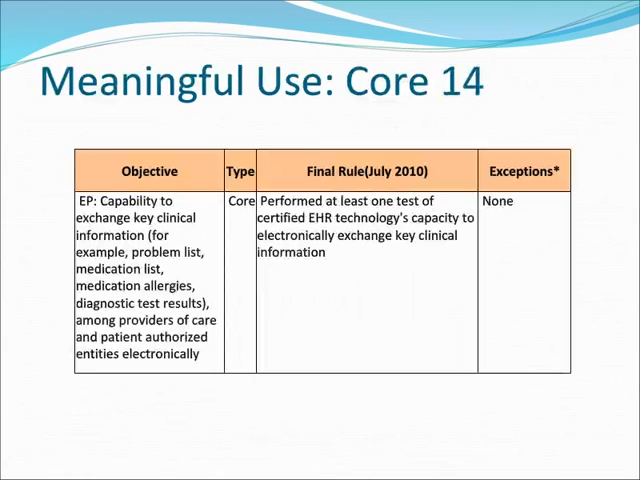 Meaningful Use: Core 14
Objective Type Final Rule(July 2010) Exceptions*
EP: Capability to
exchange key clinical
information (for
example, problem list,
medication list,
medication allergies,
diagnostic test results),
among providers of care
and patient authorized
entities electronically
Core
Performed at least one test of
certified EHR technology's capacity to
electronically exchange key clinical
information
None